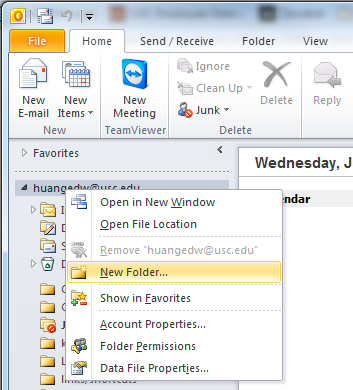 File Home Send / Receive Folder View
New E-mail
New Items
New Meeting
Ignore
Clean Up
Junk
Delete
Reply
New TeamViewer Delete
Favorites
Wednesday, J
huangedw@usc.edu
Open in New Window
Open File Location
Remove "huangedw@usc.edu"
New Folder...
Show in Favorites
Account Properties...
Folder Permissions
Data File Properties...
links/shortcuts